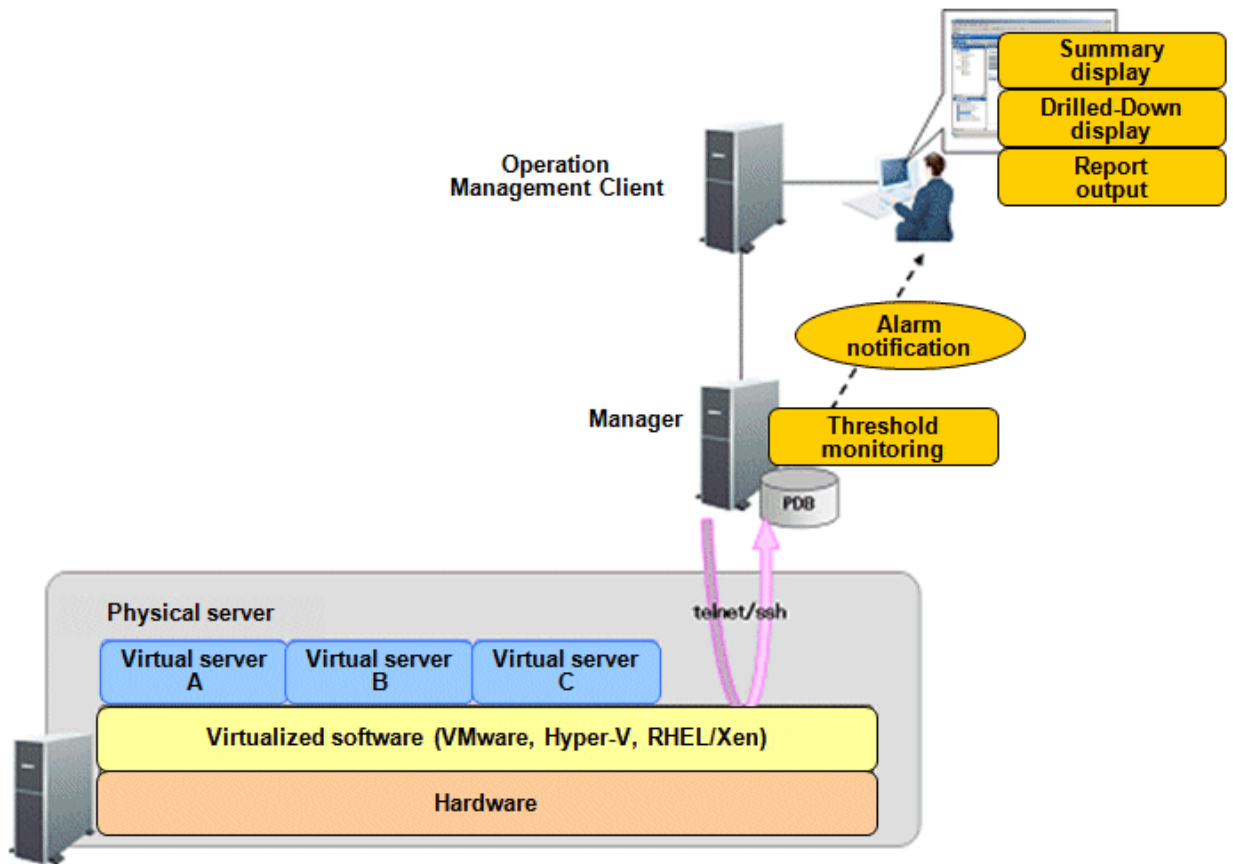 Summary
display
Drilled-Down
display
Report
output
Operation
Management Client
Alarm
notification
Manager
Threshold
monitoring
PDB
telnet/ssh
Physical server
Virtual server
A
Virtual server
B
Virtual server
C
Virtualized software (VMware, Hyper-V, RHEL/Xen)
Hardware